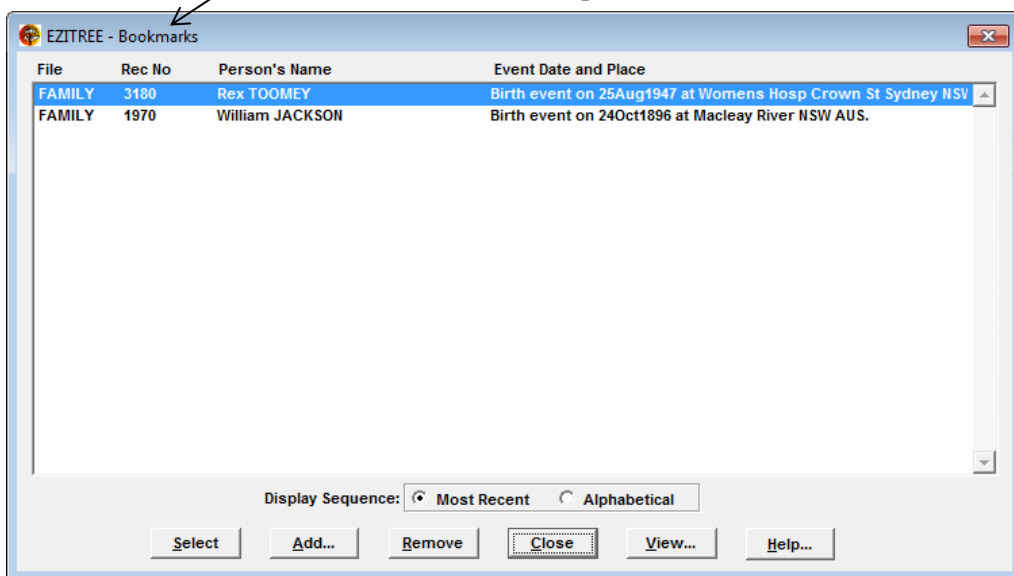 EZITREE - Bookmarks
File Rec No Person's Name Event Date and Place
FAMILY 3180 Rex TOOMEY Birth event on 25Aug1947 at Womens Hosp Crown St Sydney NSW
FAMILY 1970 William JACKSON Birth event on 24Oct1896 at Macleay River NSW AUS.
Display Sequence: Most Recent Alphabetical
Select Add... Remove Close View... Help...